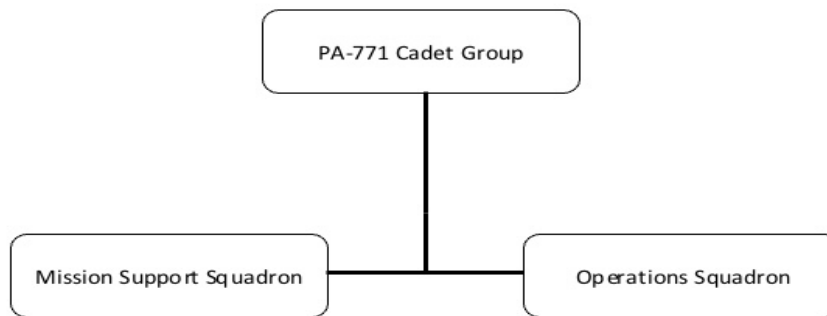 PA-771 Cadet Group
Mission Support Squadron
Operations Squadron